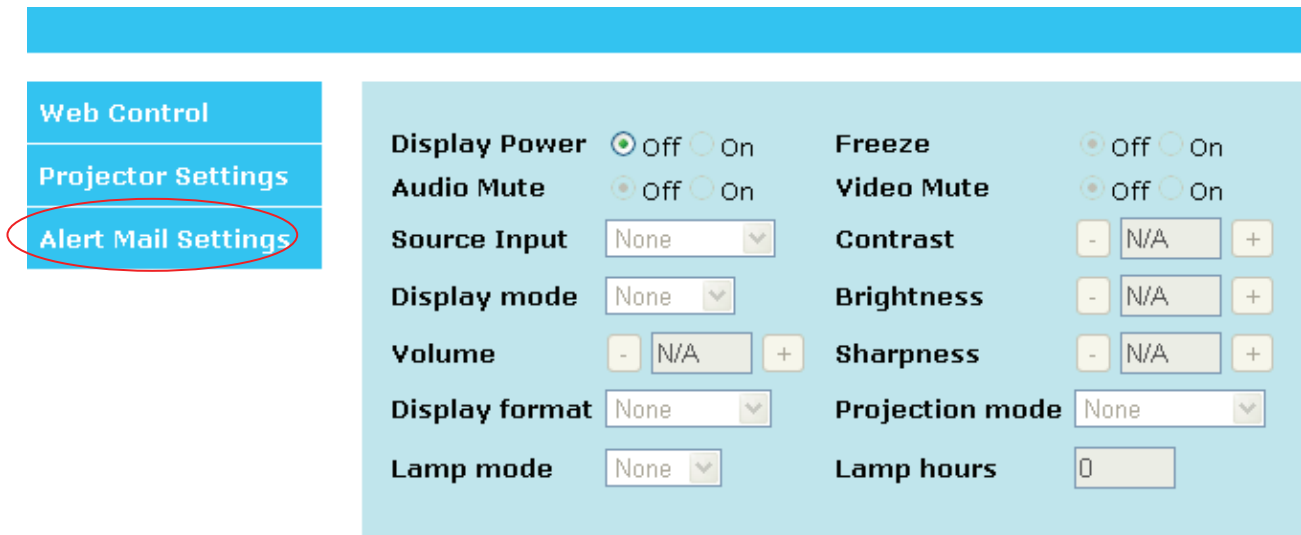 Web Control
Projector Settings
Alert Mail Settings
Display Power Off On Freeze Off On
Audio Mute Off On Video Mute Off On
Source Input None Contrast - N/A +
Display mode None Brightness - N/A +
Volume - N/A + Sharpness - N/A +
Display format None Projection mode None
Lamp mode None Lamp hours 0